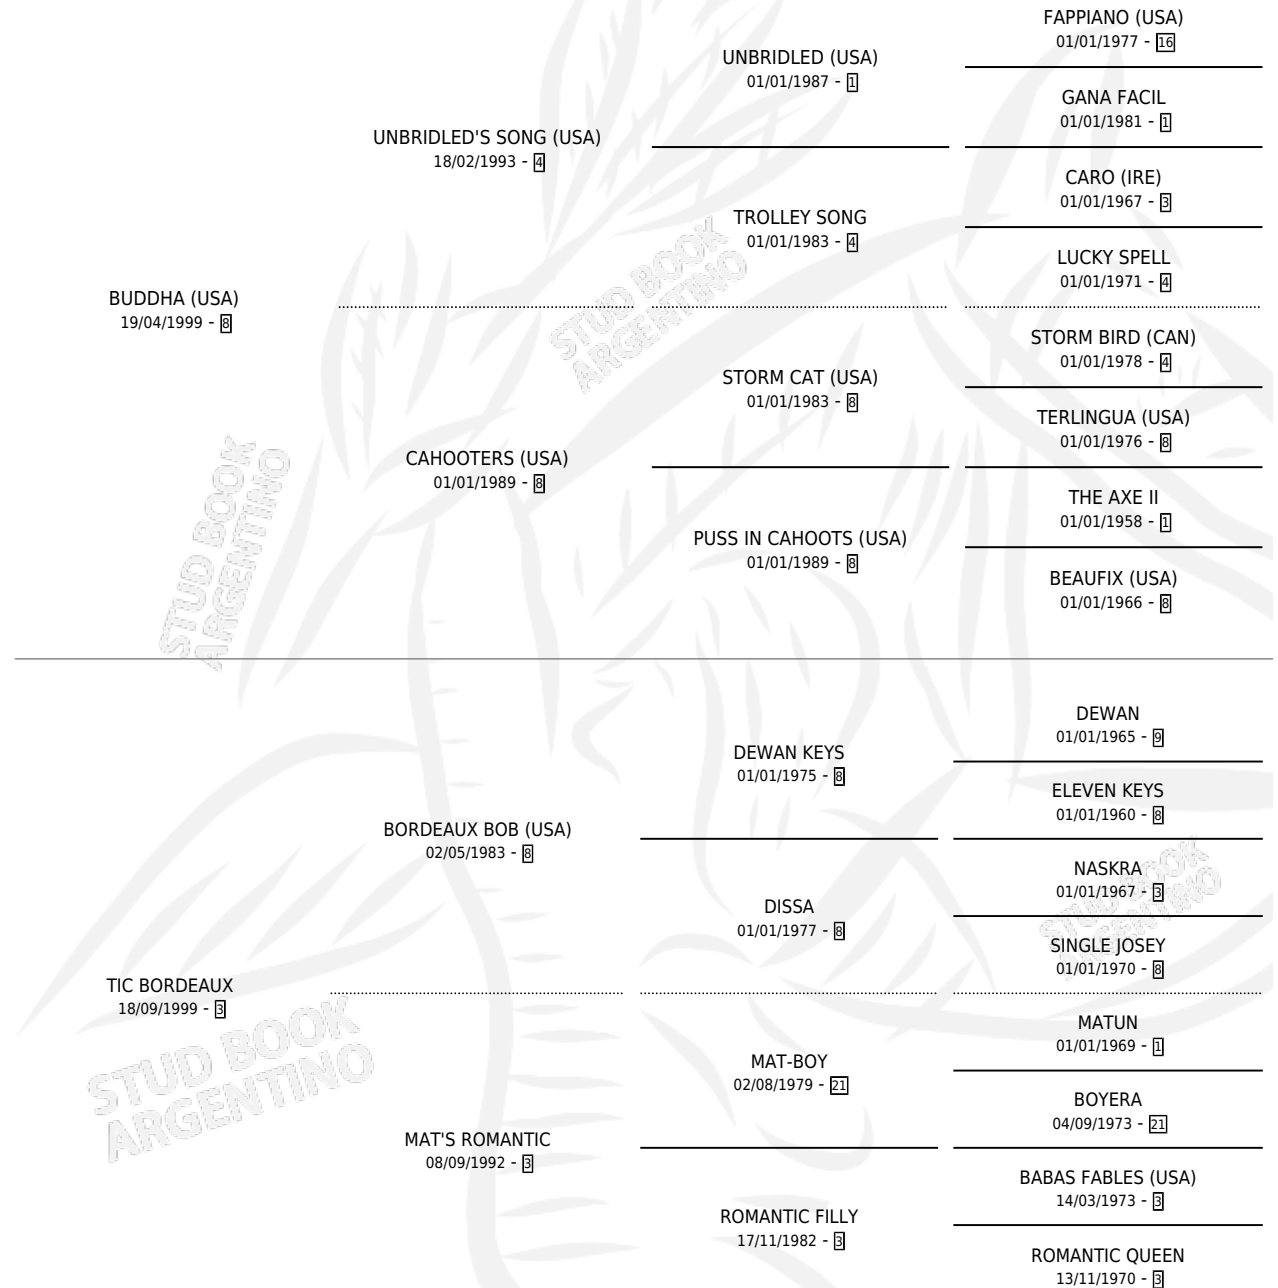 FAPPIANO (USA)
01/01/1977 - 16
UNBRIDLED (USA)
01/01/1987 - 1
GANA FACIL
01/01/1981 - 1
UNBRIDLED'S SONG (USA)
18/02/1993 - 4
CARO (IRE)
01/01/1967 - 3
TROLLEY SONG
01/01/1983 - 4
LUCKY SPELL
01/01/1971 - 4
BUDDHA (USA)
19/04/1999 - 8
STORM BIRD (CAN)
01/01/1978 - 4
STORM CAT (USA)
01/01/1983 - 8
TERLINGUA (USA)
01/01/1976 - 8
CAHOOTERS (USA)
01/01/1989 - 8
THE AXE II
01/01/1958 - 1
PUSS IN CAHOOTS (USA)
01/01/1989 - 8
BEAUFIX (USA)
01/01/1966 - 8
DEWAN
01/01/1965 - 9
DEWAN KEYS
01/01/1975 - 8
ELEVEN KEYS
01/01/1960 - 8
BORDEAUX BOB (USA)
02/05/1983 - 8
NASKRA
01/01/1967 - 3
DISSA
01/01/1977 - 8
SINGLE JOSEY
01/01/1970 - 8
TIC BORDEAUX
18/09/1999 - 3
MATUN
01/01/1969 - 1
MAT-BOY
02/08/1979 - 21
BOYERA
04/09/1973 - 21
MAT'S ROMANTIC
08/09/1992 - 3
BABAS FABLES (USA)
14/03/1973 - 3
ROMANTIC FILLY
17/11/1982 - 3
ROMANTIC QUEEN
13/11/1970 - 3
STUD BOOK
ARGENTINO
STUD BOOK
ARGENTINO
STUD BOOK
ARGENTINO
STUD BOOK
ARGENTINO